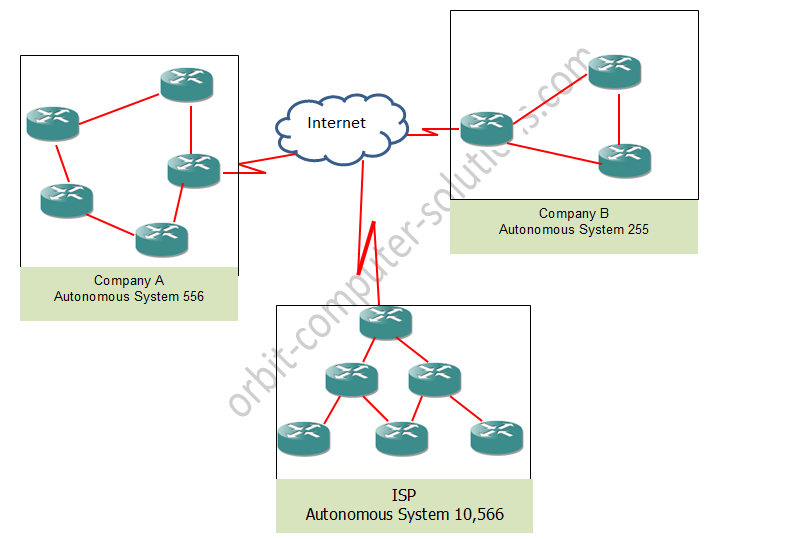 Internet
Company A
Autonomous System 556
Company B
Autonomous System 255
ISP
Autonomous System 10,566
orbit-computer-solutions.com